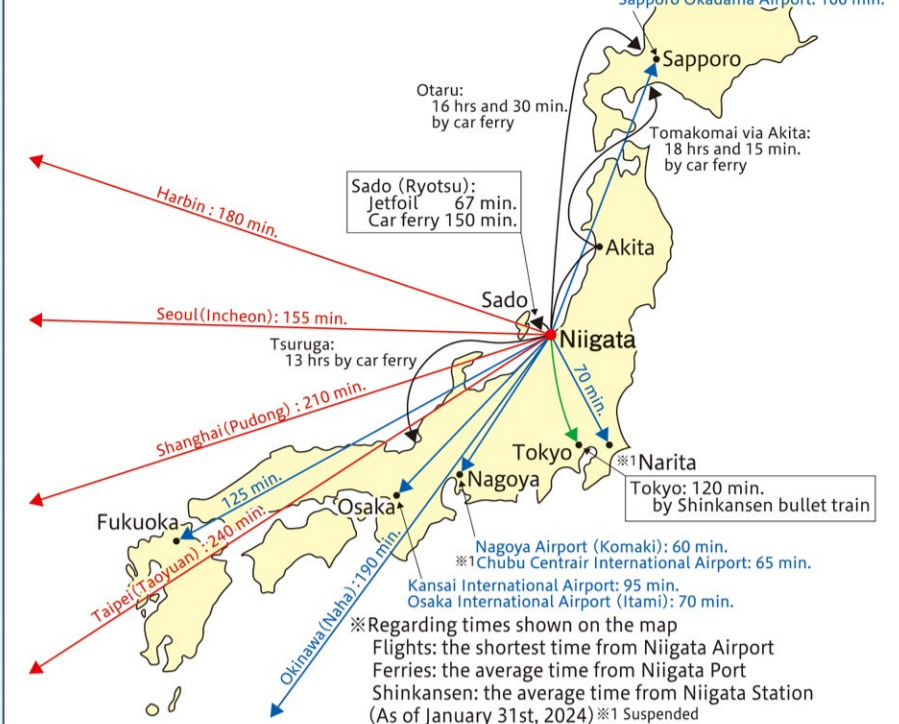 Sapporo Okadama Airport: 100 min.
Sapporo
Otaru:
16 hrs and 30 min.
by car ferry
Tomakomai via Akita:
18 hrs and 15 min.
by car ferry
Harbin : 180 min.
Sado (Ryotsu):
Jetfoil 67 min.
Car ferry 150 min.
Akita
Sado
Seoul(Incheon): 155 min.
Niigata
Tsuruga:
13 hrs by car ferry
70 min.
Shanghai(Pudong) : 210 min.
Tokyo
※1Narita
Nagoya
Tokyo: 120 min.
by Shinkansen bullet train
125 min.
Osaka
Fukuoka
Taipei(Taoyuan) : 240 min.
Okinawa(Naha):190 min.
Nagoya Airport (Komaki): 60 min.
※1Chubu Centrair International Airport: 65 min.
Kansai International Airport: 95 min.
Osaka International Airport (Itami): 70 min.
※Regarding times shown on the map
Flights: the shortest time from Niigata Airport
Ferries: the average time from Niigata Port
Shinkansen: the average time from Niigata Station
(As of January 31st, 2024)※1 Suspended